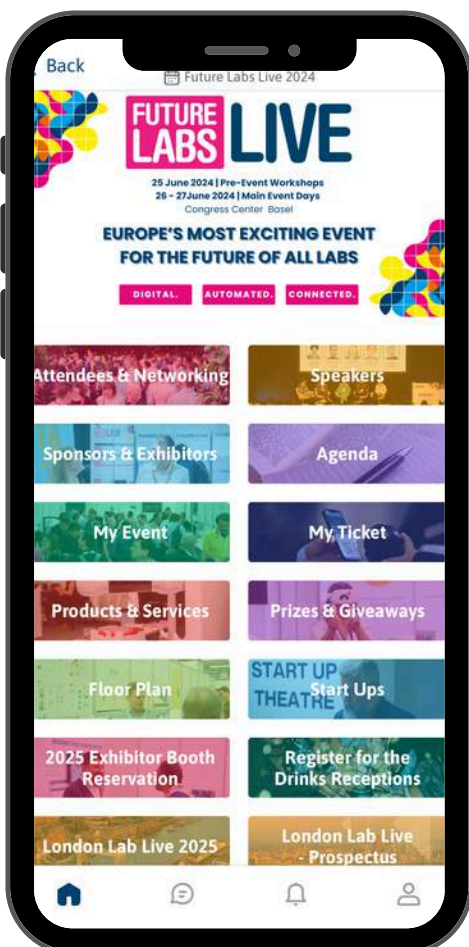 Back
Future Labs Live 2024
FUTURE
LABS
LIVE
25 June 2024 | Pre-Event Workshops
26 - 27June 2024 | Main Event Days
Congress Center Basel
EUROPE'S MOST EXCITING EVENT
FOR THE FUTURE OF ALL LABS
DIGITAL. AUTOMATED. CONNECTED.
Attendees & Networking
Speakers
Sponsors & Exhibitors
Agenda
My Event
My Ticket
Products & Services
Prizes & Giveaways
Floor Plan
START UP
THEATRE
Start Ups
2025 Exhibitor Booth
Reservation
Register for the
Drinks Receptions
London Lab Live 2025
London Lab Live
- Prospectus